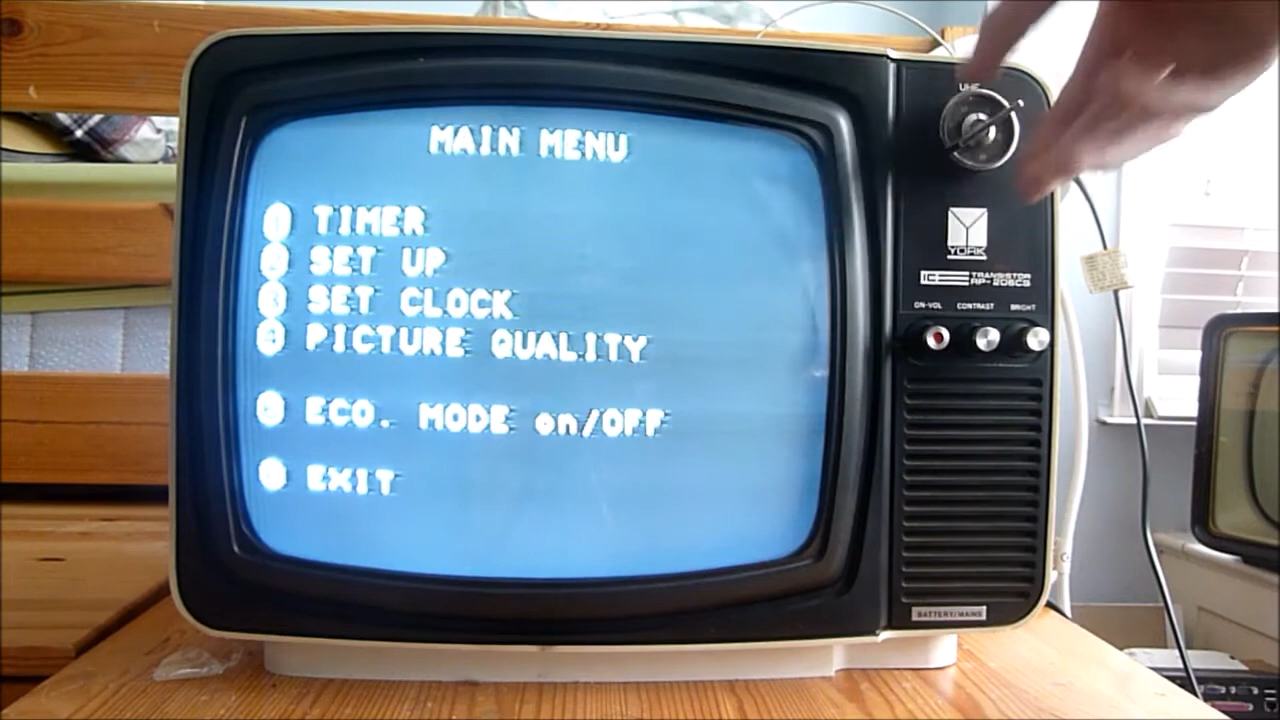 MAIN MENU
TIMER
SET UP
SET CLOCK
PICTURE QUALITY
ECO. MODE on/OFF
EXIT
UHF
YORK
TRANSISTOR
ON-VOL CONTRAST BRIGHT
BATTERY/MAINS